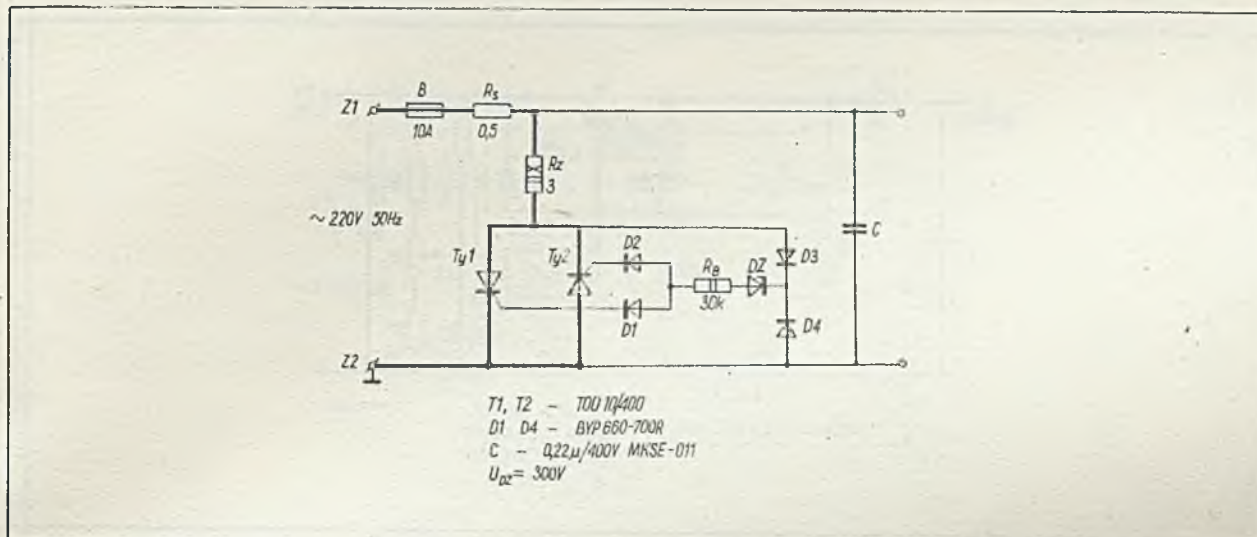 B Rs
Z1 10A 0,5
Rz
3
~ 220V 50Hz
C
Ty1 Ty2 D2 D3
RB DZ
30k
D1 D4
Z2
T1, T2 – TOU 10/400
D1 D4 – BYP 660-700R
C – 0,22µ/400V MKSE-011
UDZ = 300V